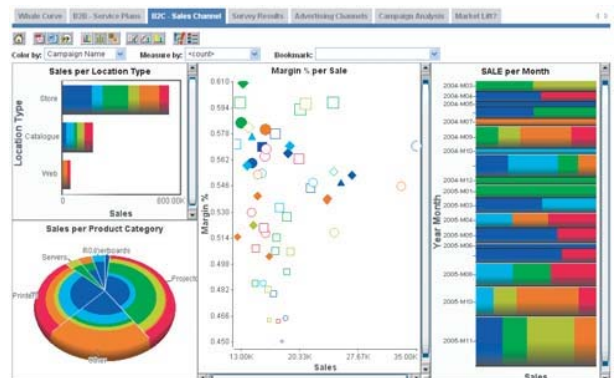 Whole Curve B2B - Service Plans B2C - Sales Channel Survey Results Advertising Channels Campaign Analysis Market Lift?
Color by: Campaign Name Measure by: <count> Bookmark:
Sales per Location Type
Location Type
Store
Catalogue
Web
0
600.00K
Sales
Sales per Product Category
Servers
Projecto
Printers
Other
Margin % per Sale
Margin %
0.610
0.594
0.578
0.562
0.546
0.530
0.514
0.498
0.482
0.466
0.450
13.00K 20.33K 27.67K 35.00K
Sales
SALE per Month
Year Month
2004-M03
2004-M04
2004-M05
2004-M07
2004-M09
2004-M10
2004-M12
2005-M01
2005-M03
2005-M04
2005-M05
2005-M06
2005-M08
2005-M10
2005-M11
Sales